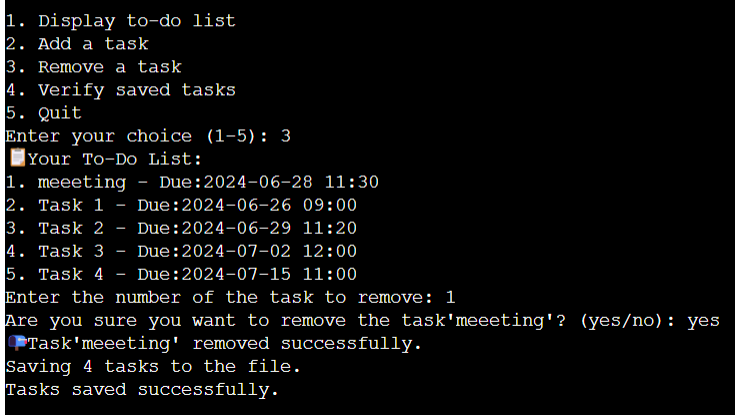 1. Display to-do list
2. Add a task
3. Remove a task
4. Verify saved tasks
5. Quit
Enter your choice (1-5): 3
📋Your To-Do List:
1. meeeting - Due:2024-06-28 11:30
2. Task 1 - Due:2024-06-26 09:00
3. Task 2 - Due:2024-06-29 11:20
4. Task 3 - Due:2024-07-02 12:00
5. Task 4 - Due:2024-07-15 11:00
Enter the number of the task to remove: 1
Are you sure you want to remove the task'meeeting'? (yes/no): yes
📭Task'meeeting' removed successfully.
Saving 4 tasks to the file.
Tasks saved successfully.